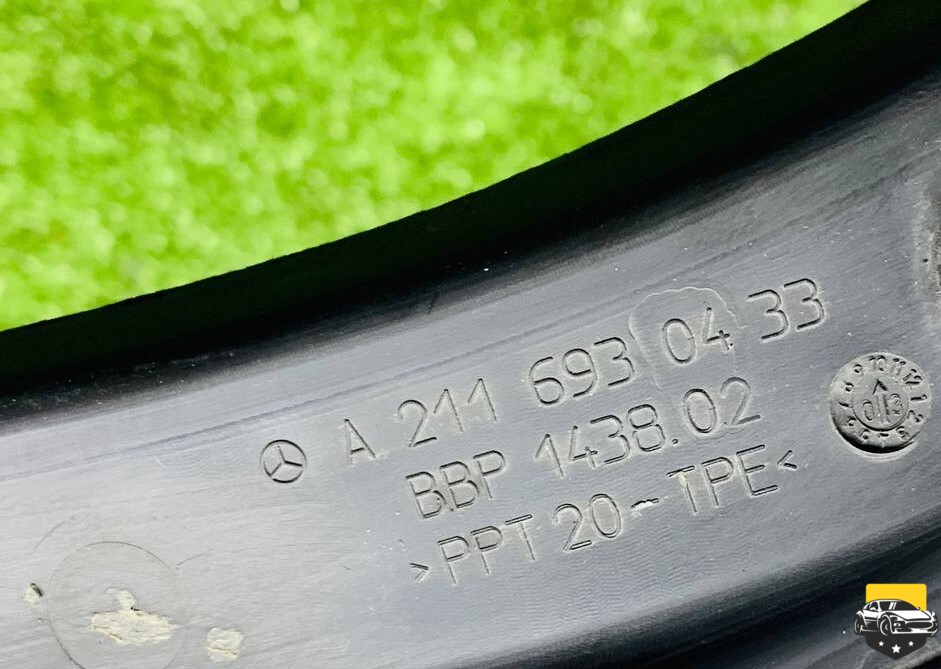 A 211 693 04 33
BBP 1438.02
>PPT 20-TPE<